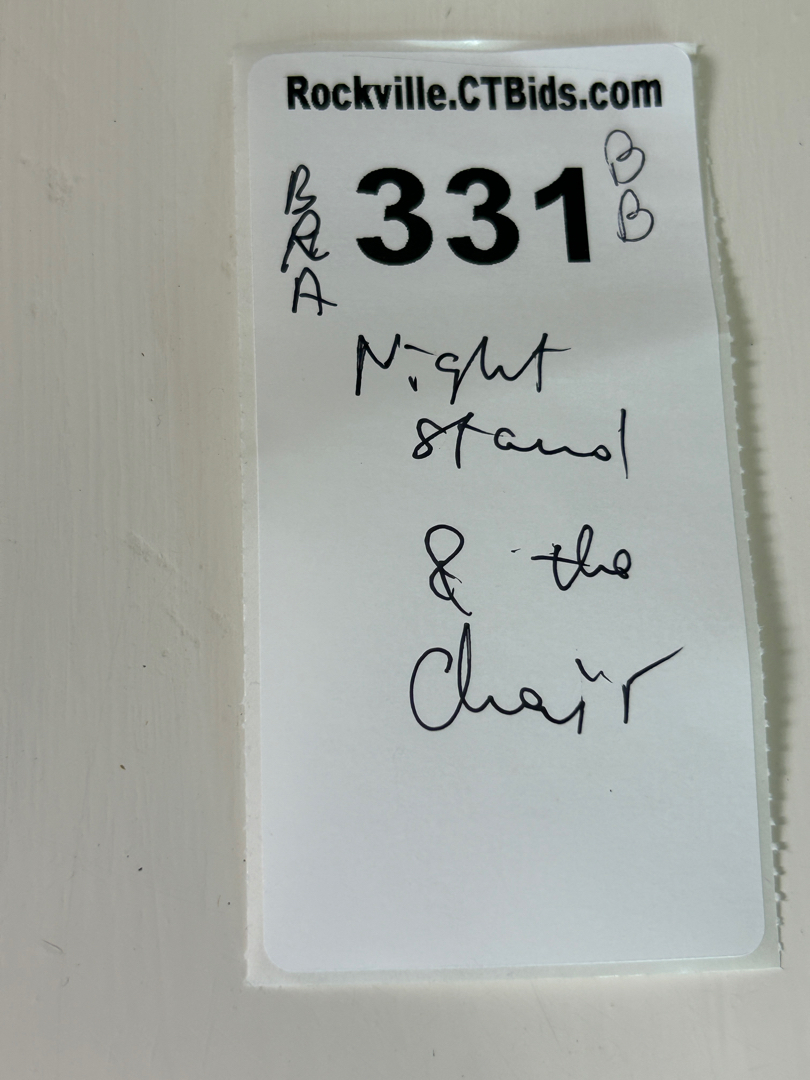 Rockville.CTBids.com
B
R
A
331
B
B
Night
stand
& the
Chair